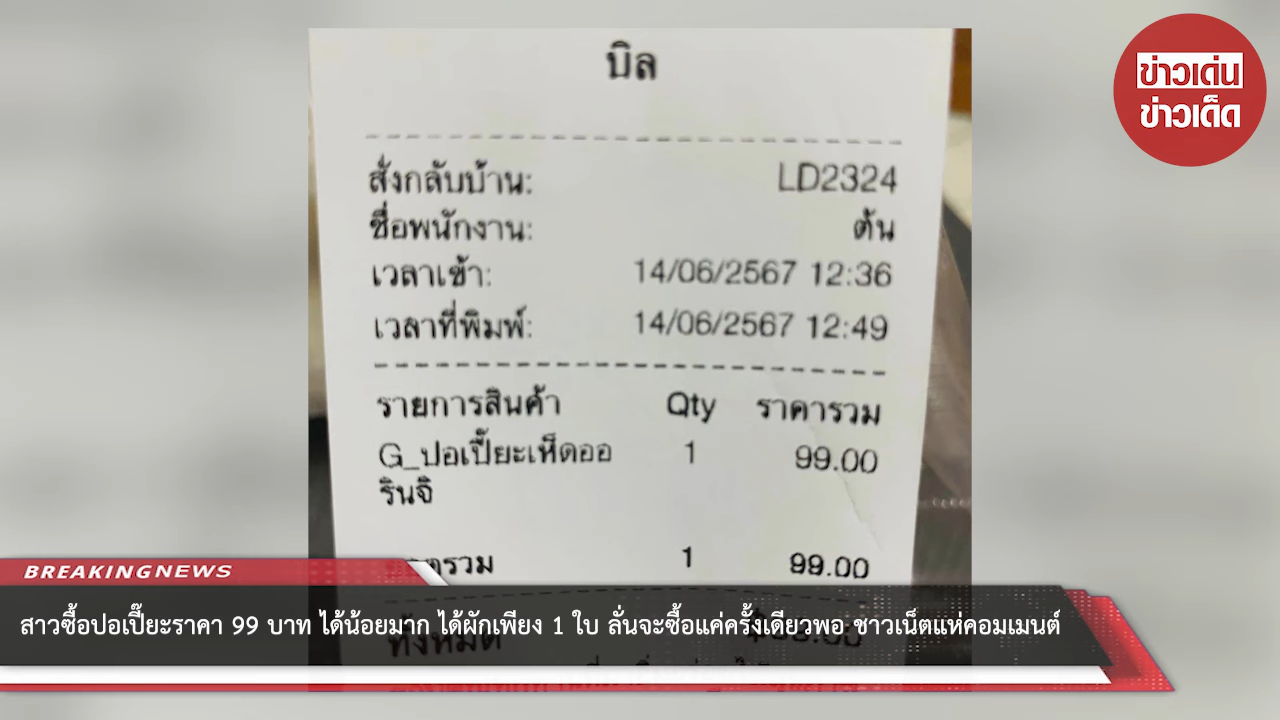 บิล
ข่าวเด่น
ข่าวเด็ด
สั่งกลับบ้าน: LD2324
ชื่อพนักงาน: ต้น
เวลาเข้า: 14/06/2567 12:36
เวลาที่พิมพ์: 14/06/2567 12:49
รายการสินค้า Qty ราคารวม
G_ปอเปี๊ยะเห็ดออ 1 99.00
รินจิ
รวม 1 99.00
BREAKINGNEWS
สาวซื้อปอเปี๊ยะราคา 99 บาท ได้น้อยมาก ได้ผักเพียง 1 ใบ ลั่นจะซื้อแค่ครั้งเดียวพอ ชาวเน็ตแห่คอมเมนต์
ทั้งหมด